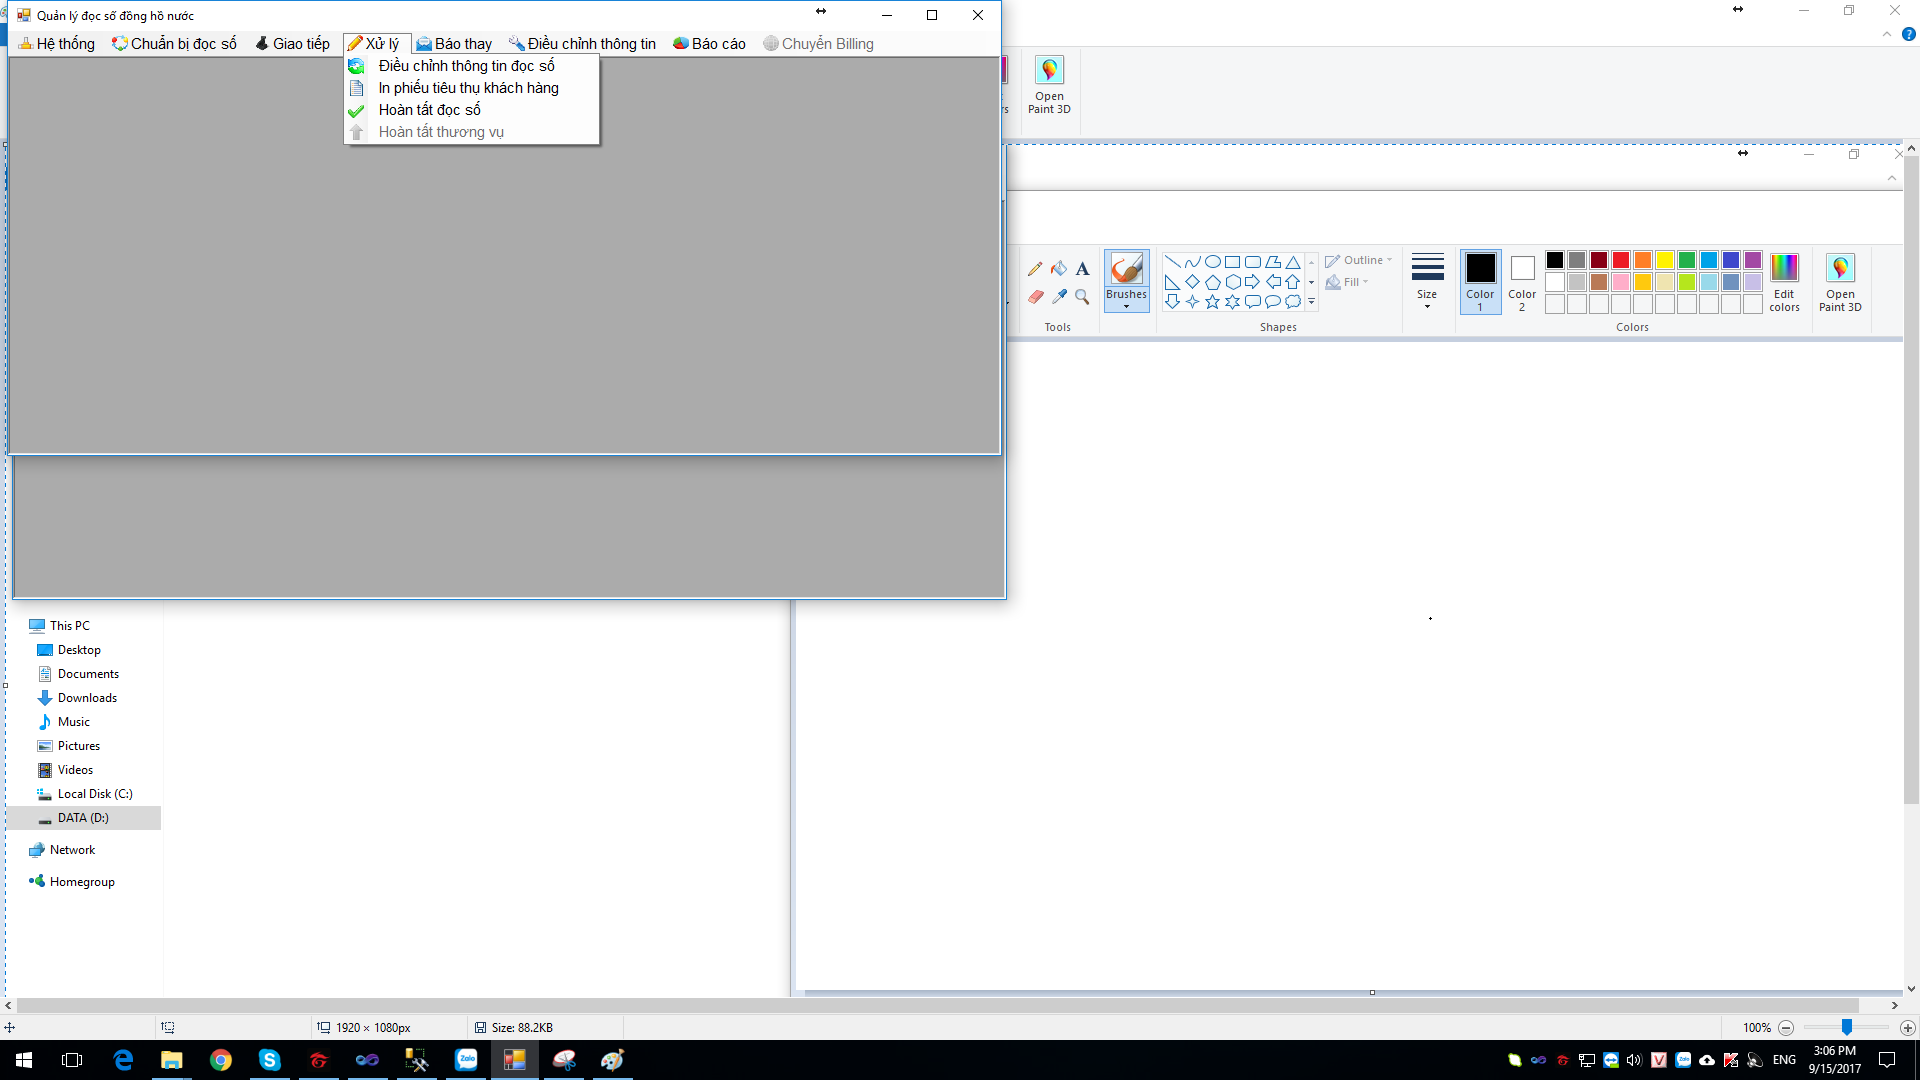 Quản lý đọc số đồng hồ nước
Hệ thống
Chuẩn bị đọc số
Giao tiếp
Xử lý
Báo thay
Điều chỉnh thông tin
Báo cáo
Chuyển Billing
Điều chỉnh thông tin đọc số
In phiếu tiêu thụ khách hàng
Hoàn tất đọc số
Hoàn tất thương vụ
Open
Paint 3D
Tools
Brushes
Outline
Fill
Shapes
Size
Color
1
Color
2
Colors
Edit
colors
Open
Paint 3D
This PC
Desktop
Documents
Downloads
Music
Pictures
Videos
Local Disk (C:)
DATA (D:)
Network
Homegroup
1920 × 1080px
Size: 88.2KB
100%
Zalo
ENG
3:06 PM
9/15/2017